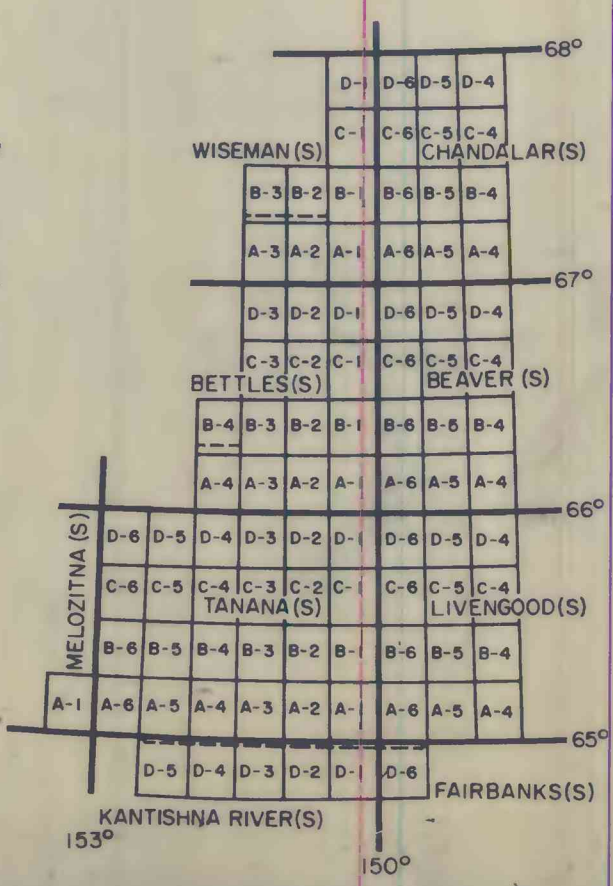 68°
D-1 D-6 D-5 D-4
C-1 C-6 C-5 C-4
WISEMAN (S) CHANDALAR(S)
B-3 B-2 B-1 B-6 B-5 B-4
A-3 A-2 A-1 A-6 A-5 A-4
67°
D-3 D-2 D-1 D-6 D-5 D-4
C-3 C-2 C-1 C-6 C-5 C-4
BETTLES(S) BEAVER (S)
B-4 B-3 B-2 B-1 B-6 B-5 B-4
A-4 A-3 A-2 A-1 A-6 A-5 A-4
66°
MELOZITNA (S)
D-6 D-5 D-4 D-3 D-2 D-1 D-6 D-5 D-4
C-6 C-5 C-4 C-3 C-2 C-1 C-6 C-5 C-4
TANANA(S) LIVENGOOD(S)
B-6 B-5 B-4 B-3 B-2 B-1 B-6 B-5 B-4
A-1 A-6 A-5 A-4 A-3 A-2 A-1 A-6 A-5 A-4
65°
D-5 D-4 D-3 D-2 D-1 D-6
FAIRBANKS(S)
KANTISHNA RIVER(S)
153°
150°